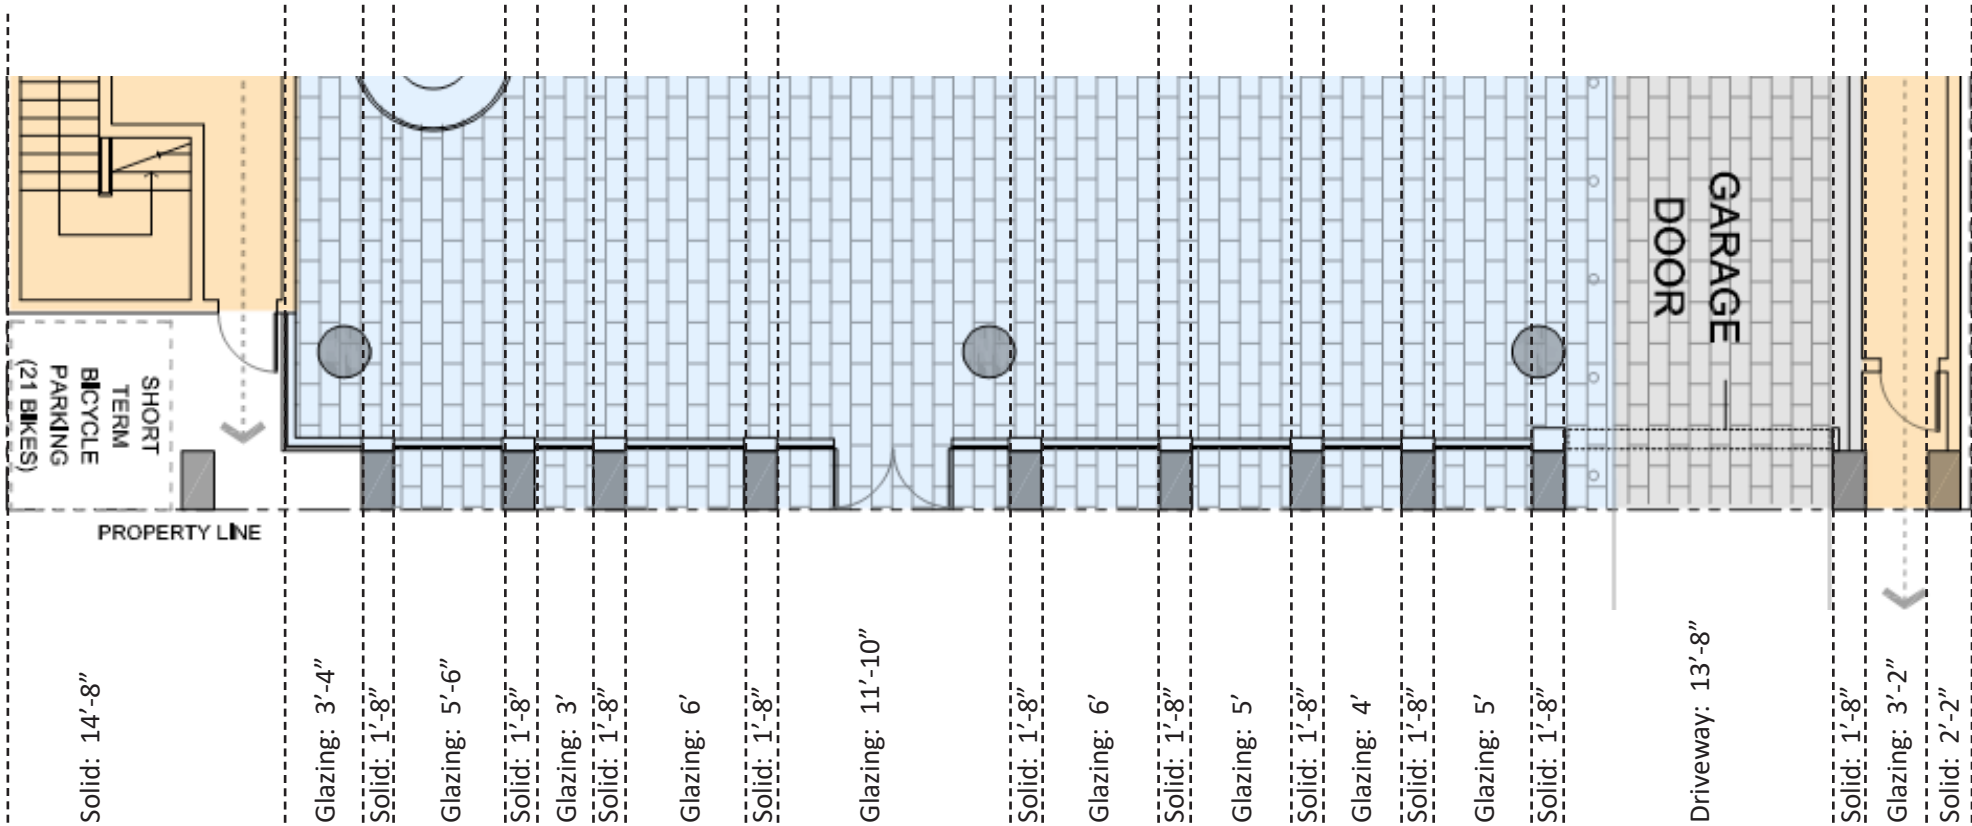 GARAGE
DOOR
SHORT
TERM
BICYCLE
PARKING
(21 BIKES)
PROPERTY LINE
Solid: 14’-8”
Glazing: 3’-4”
Solid: 1’-8”
Glazing: 5’-6”
Solid: 1’-8”
Glazing: 3’
Solid: 1’-8”
Glazing: 6’
Solid: 1’-8”
Glazing: 11’-10”
Solid: 1’-8”
Glazing: 6’
Solid: 1’-8”
Glazing: 5’
Solid: 1’-8”
Glazing: 4’
Solid: 1’-8”
Glazing: 5’
Solid: 1’-8”
Driveway: 13’-8”
Solid: 1’-8”
Glazing: 3’-2”
Solid: 2’-2”